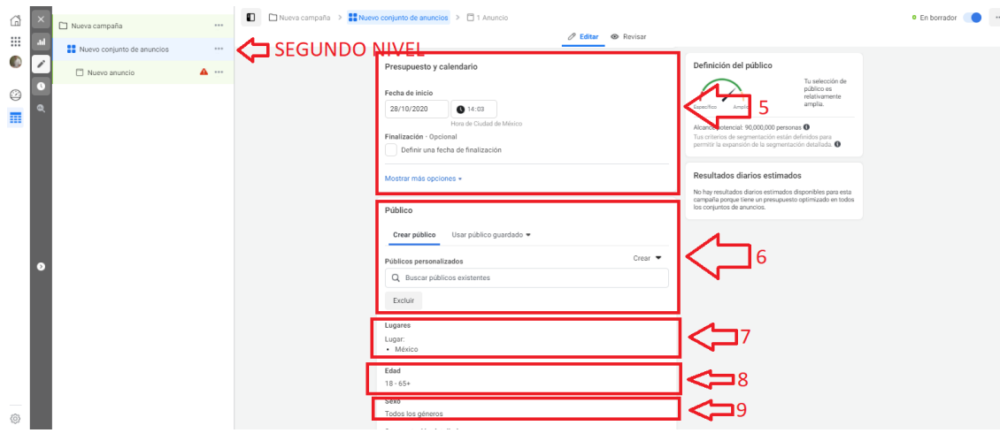 Nueva campaña
Nuevo conjunto de anuncios
Nuevo anuncio
Nueva campaña > Nuevo conjunto de anuncios > 1 Anuncio
En borrador
Editar Revisar
SEGUNDO NIVEL
Presupuesto y calendario
Fecha de inicio
28/10/2020 14:03
Hora de Ciudad de México
Finalización · Opcional
Definir una fecha de finalización
Mostrar más opciones
5
Público
Crear público Usar público guardado
Públicos personalizados Crear
Buscar públicos existentes
Excluir
6
Lugares
Lugar:
• México
7
Edad
18 - 65+
8
Sexo
Todos los géneros
9
Definición del público
Específico Amplio
Tu selección de
público es
relativamente
amplia.
Alcance potencial: 90,000,000 personas
Tus criterios de segmentación están definidos para
permitir la expansión de la segmentación detallada.
Resultados diarios estimados
No hay resultados diarios estimados disponibles para esta
campaña porque tiene un presupuesto optimizado en todos
los conjuntos de anuncios.